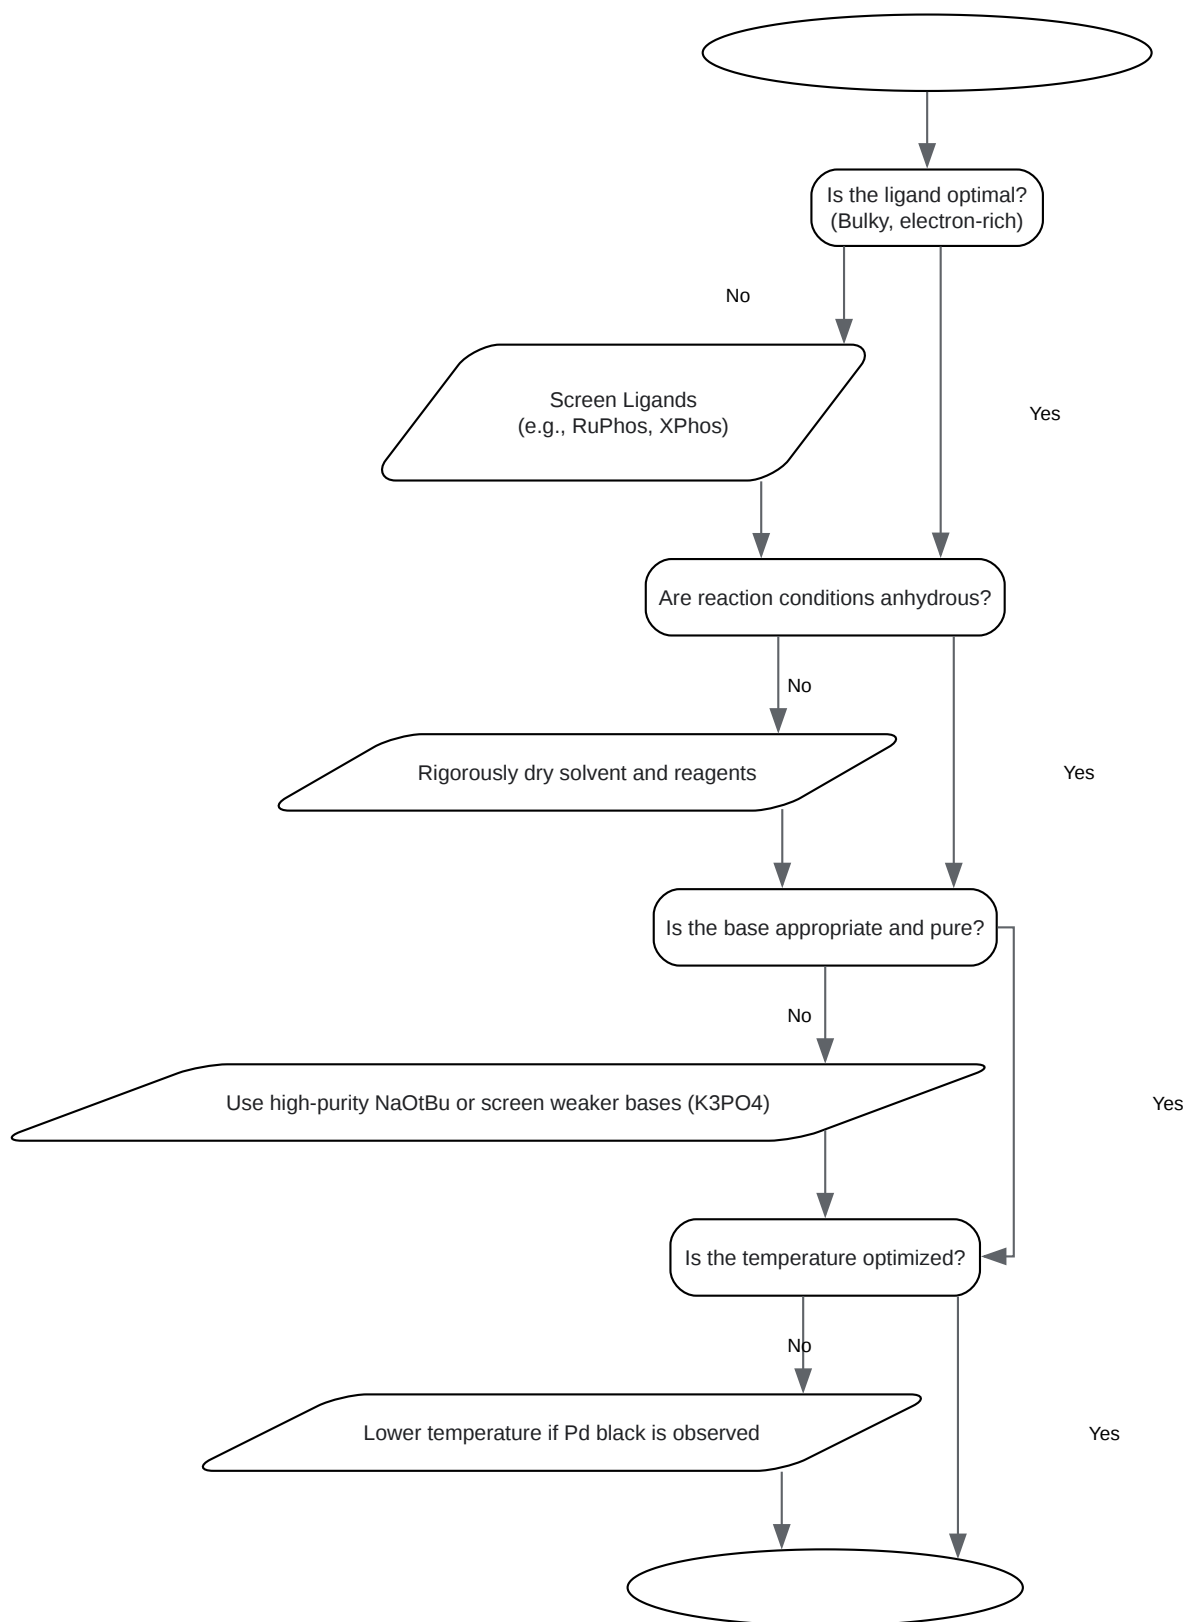 Is the ligand optimal?
(Bulky, electron-rich)
No
Screen Ligands
(e.g., RuPhos, XPhos)
Yes
Are reaction conditions anhydrous?
No
Rigorously dry solvent and reagents
Yes
Is the base appropriate and pure?
No
Use high-purity NaOtBu or screen weaker bases (K3PO4)
Yes
Is the temperature optimized?
No
Lower temperature if Pd black is observed
Yes